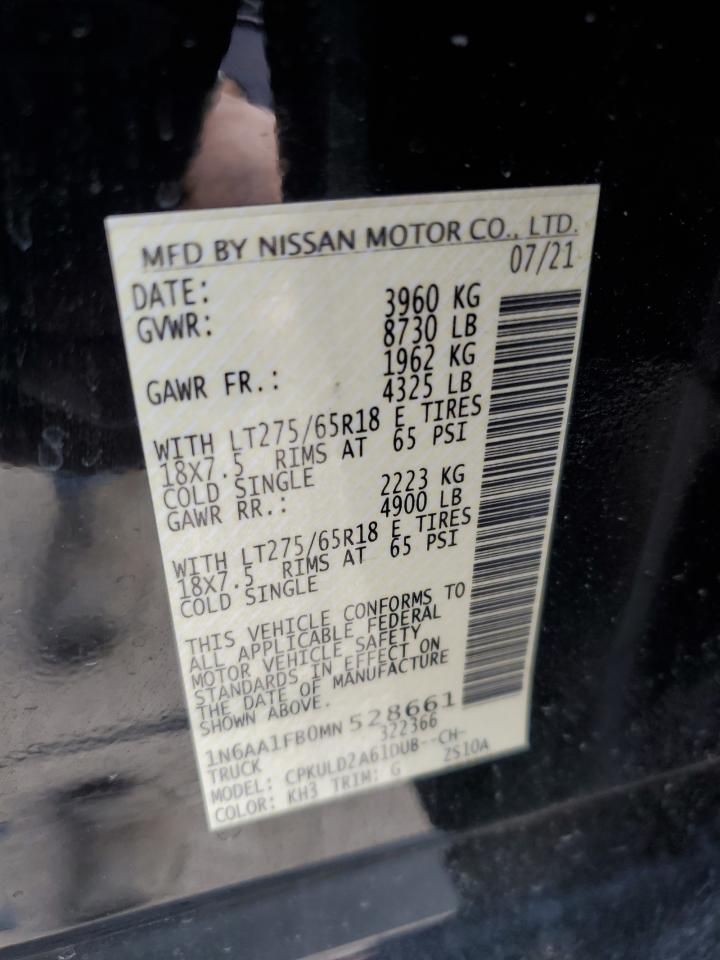 MFD BY NISSAN MOTOR CO., LTD.
DATE: 07/21
GVWR: 3960 KG
8730 LB
GAWR FR.: 1962 KG
4325 LB
WITH LT275/65R18 E TIRES
18X7.5 RIMS AT 65 PSI
COLD SINGLE
GAWR RR.: 2223 KG
4900 LB
WITH LT275/65R18 E TIRES
18X7.5 RIMS AT 65 PSI
COLD SINGLE
THIS VEHICLE CONFORMS TO
ALL APPLICABLE FEDERAL
MOTOR VEHICLE SAFETY
STANDARDS IN EFFECT ON
THE DATE OF MANUFACTURE
SHOWN ABOVE.
1N6AA1FB0MN 528661
TRUCK 322366
MODEL: CPKULD2A61DUB--CH-
COLOR: KH3 TRIM: G 2S10A